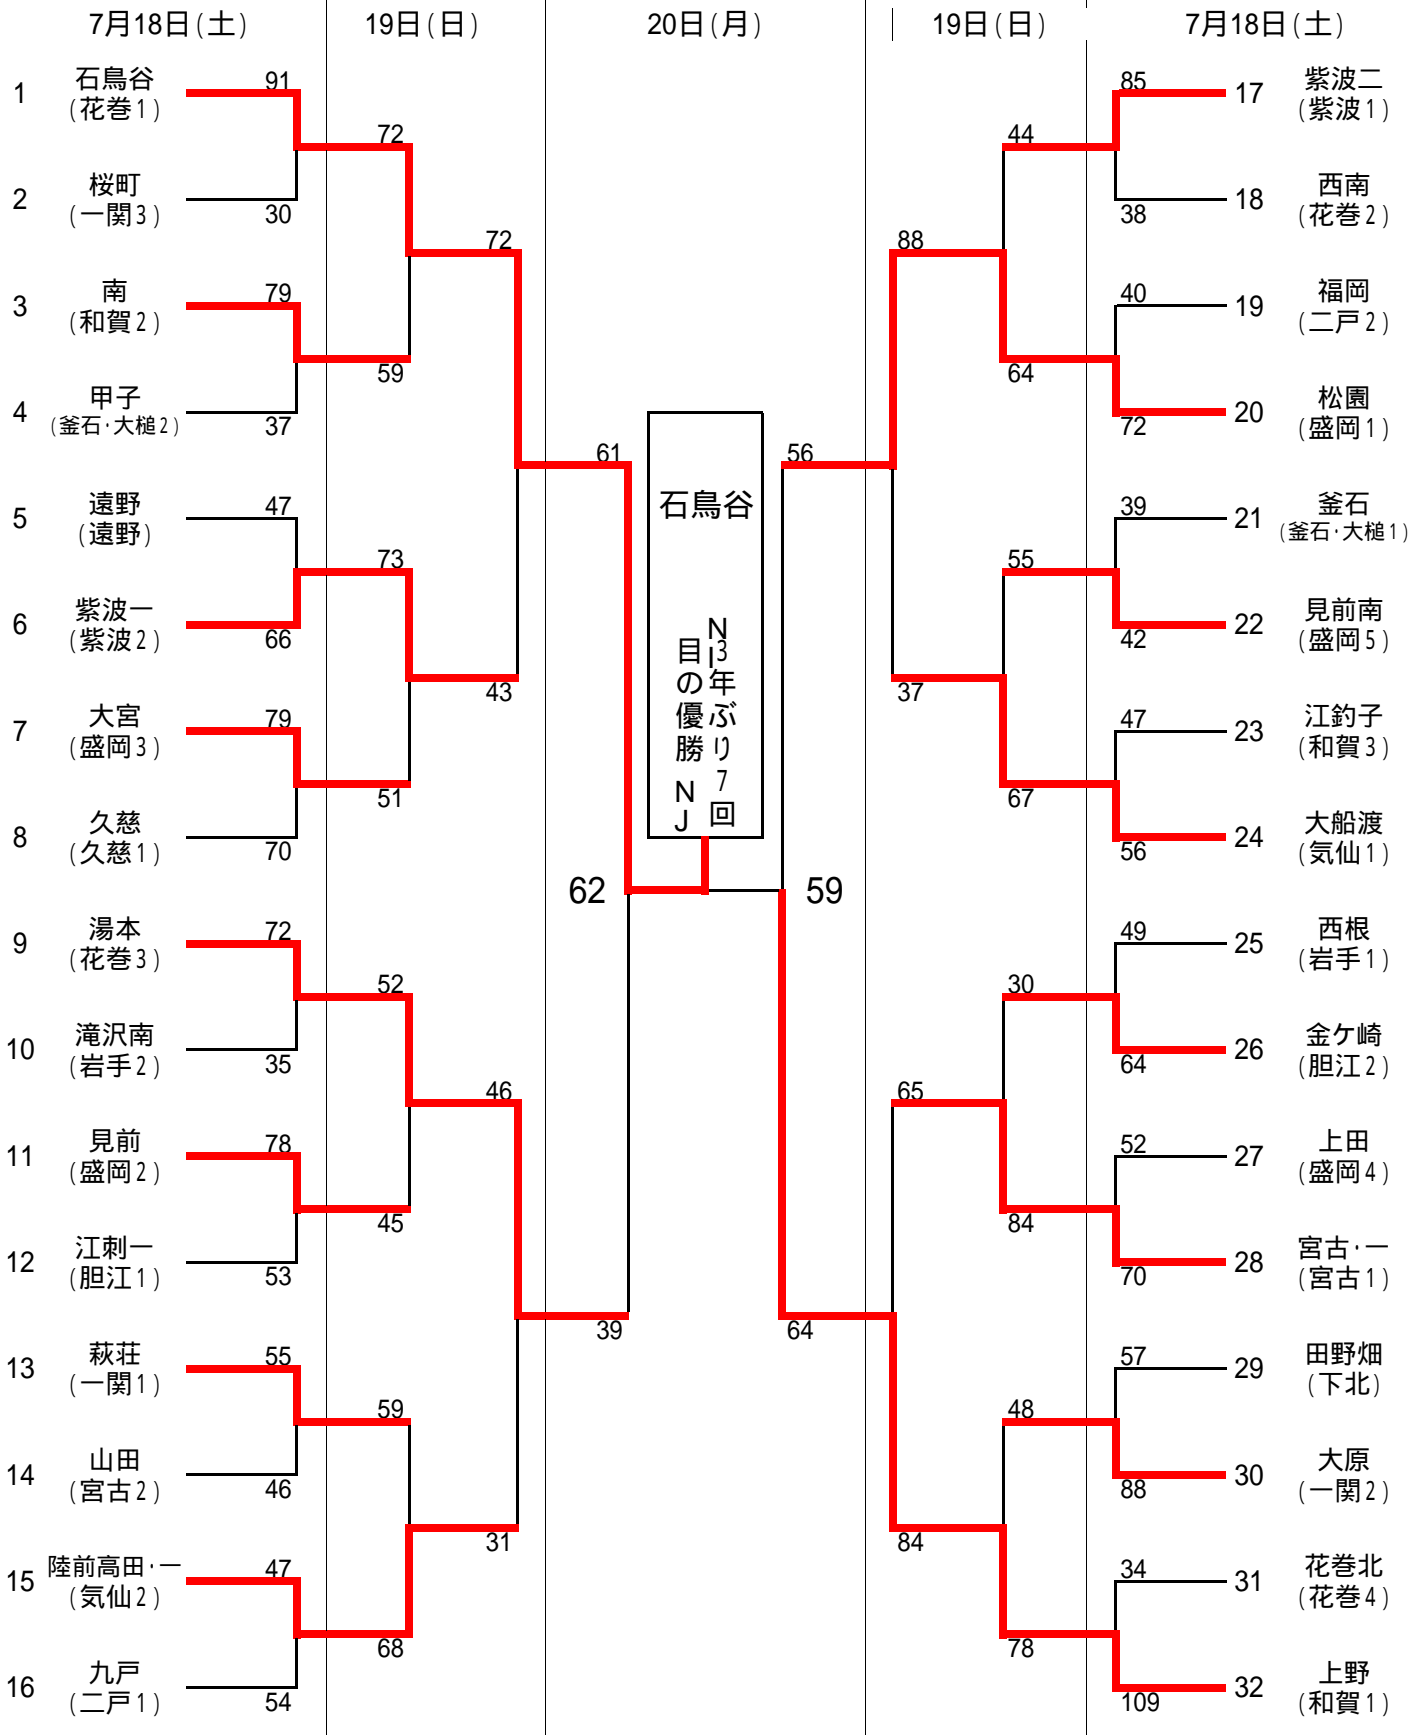 7月18日(土) 19日(日) 20日(月) 19日(日) 7月18日(土)
1 石鳥谷 (花巻1) 91
2 桜町 (一関3) 30
72
3 南 (和賀2) 79
4 甲子 (釜石・大槌2) 37
59
72
5 遠野 (遠野) 47
6 紫波一 (紫波2) 66
73
7 大宮 (盛岡3) 79
8 久慈 (久慈1) 70
51
43
61
9 湯本 (花巻3) 72
10 滝沢南 (岩手2) 35
52
11 見前 (盛岡2) 78
12 江刺一 (胆江1) 53
45
46
13 萩荘 (一関1) 55
14 山田 (宮古2) 46
59
15 陸前高田・一 (気仙2) 47
16 九戸 (二戸1) 54
68
31
39
62
石鳥谷
NI3年ぶり7回
目の優勝 NJ
59
56
88
44
85 17 紫波二 (紫波1)
38 18 西南 (花巻2)
64
40 19 福岡 (二戸2)
72 20 松園 (盛岡1)
37
55
39 21 釜石 (釜石・大槌1)
42 22 見前南 (盛岡5)
67
47 23 江釣子 (和賀3)
56 24 大船渡 (気仙1)
64
65
30
49 25 西根 (岩手1)
64 26 金ケ崎 (胆江2)
84
52 27 上田 (盛岡4)
70 28 宮古・一 (宮古1)
84
48
57 29 田野畑 (下北)
88 30 大原 (一関2)
78
34 31 花巻北 (花巻4)
109 32 上野 (和賀1)